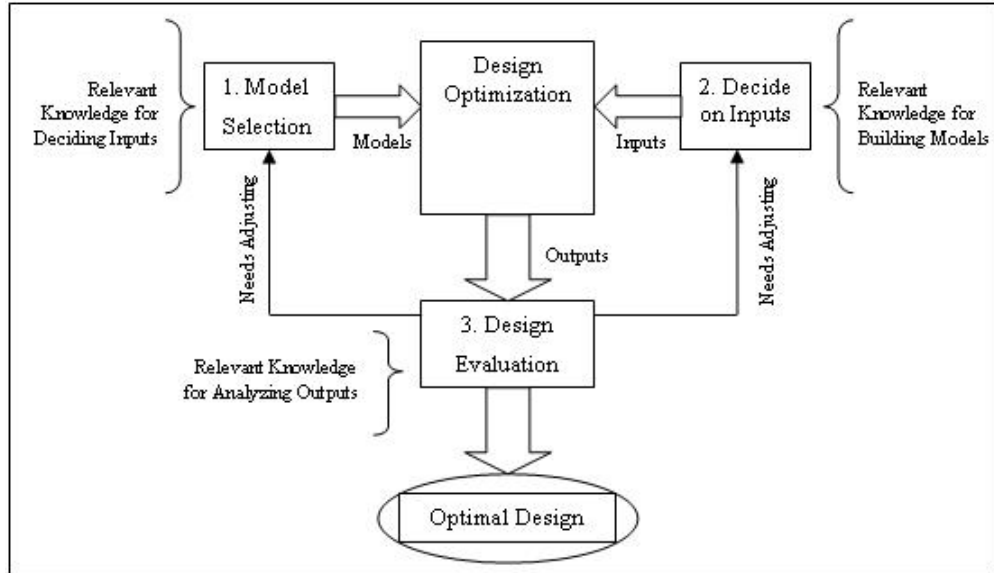 Relevant
Knowledge for
Deciding Inputs
1. Model
Selection
Models
Design
Optimization
Inputs
2. Decide
on Inputs
Relevant
Knowledge for
Building Models
Needs Adjusting
Outputs
Needs Adjusting
3. Design
Evaluation
Relevant Knowledge
for Analyzing Outputs
Optimal Design